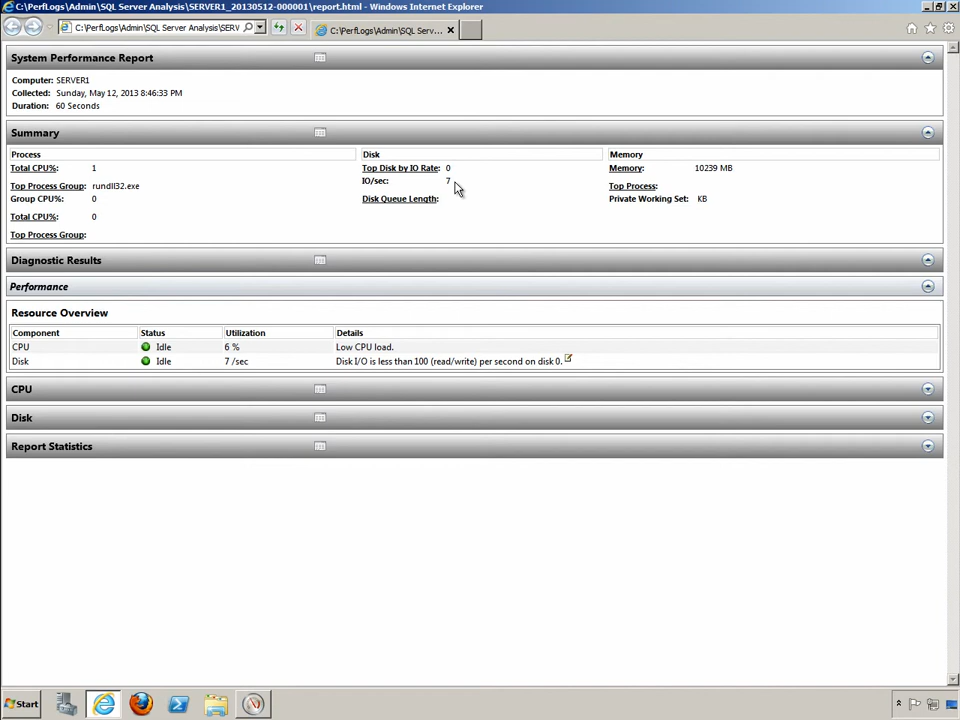 C:\PerfLogs\Admin\SQL Server Analysis\SERVER1_20130512-000001\report.html - Windows Internet Explorer
C:\PerfLogs\Admin\SQL Server Analysis\SERV
C:\PerfLogs\Admin\SQL Serv...
System Performance Report
Computer: SERVER1
Collected: Sunday, May 12, 2013 8:46:33 PM
Duration: 60 Seconds
Summary
Process Disk Memory
Total CPU%: 1 Top Disk by IO Rate: 0 Memory: 10239 MB
Top Process Group: rundll32.exe IO/sec: 7 Top Process:
Group CPU%: 0 Disk Queue Length: Private Working Set: KB
Total CPU%: 0
Top Process Group:
Diagnostic Results
Performance
Resource Overview
Component Status Utilization Details
CPU Idle 6 % Low CPU load.
Disk Idle 7 /sec Disk I/O is less than 100 (read/write) per second on disk 0.
CPU
Disk
Report Statistics
Start